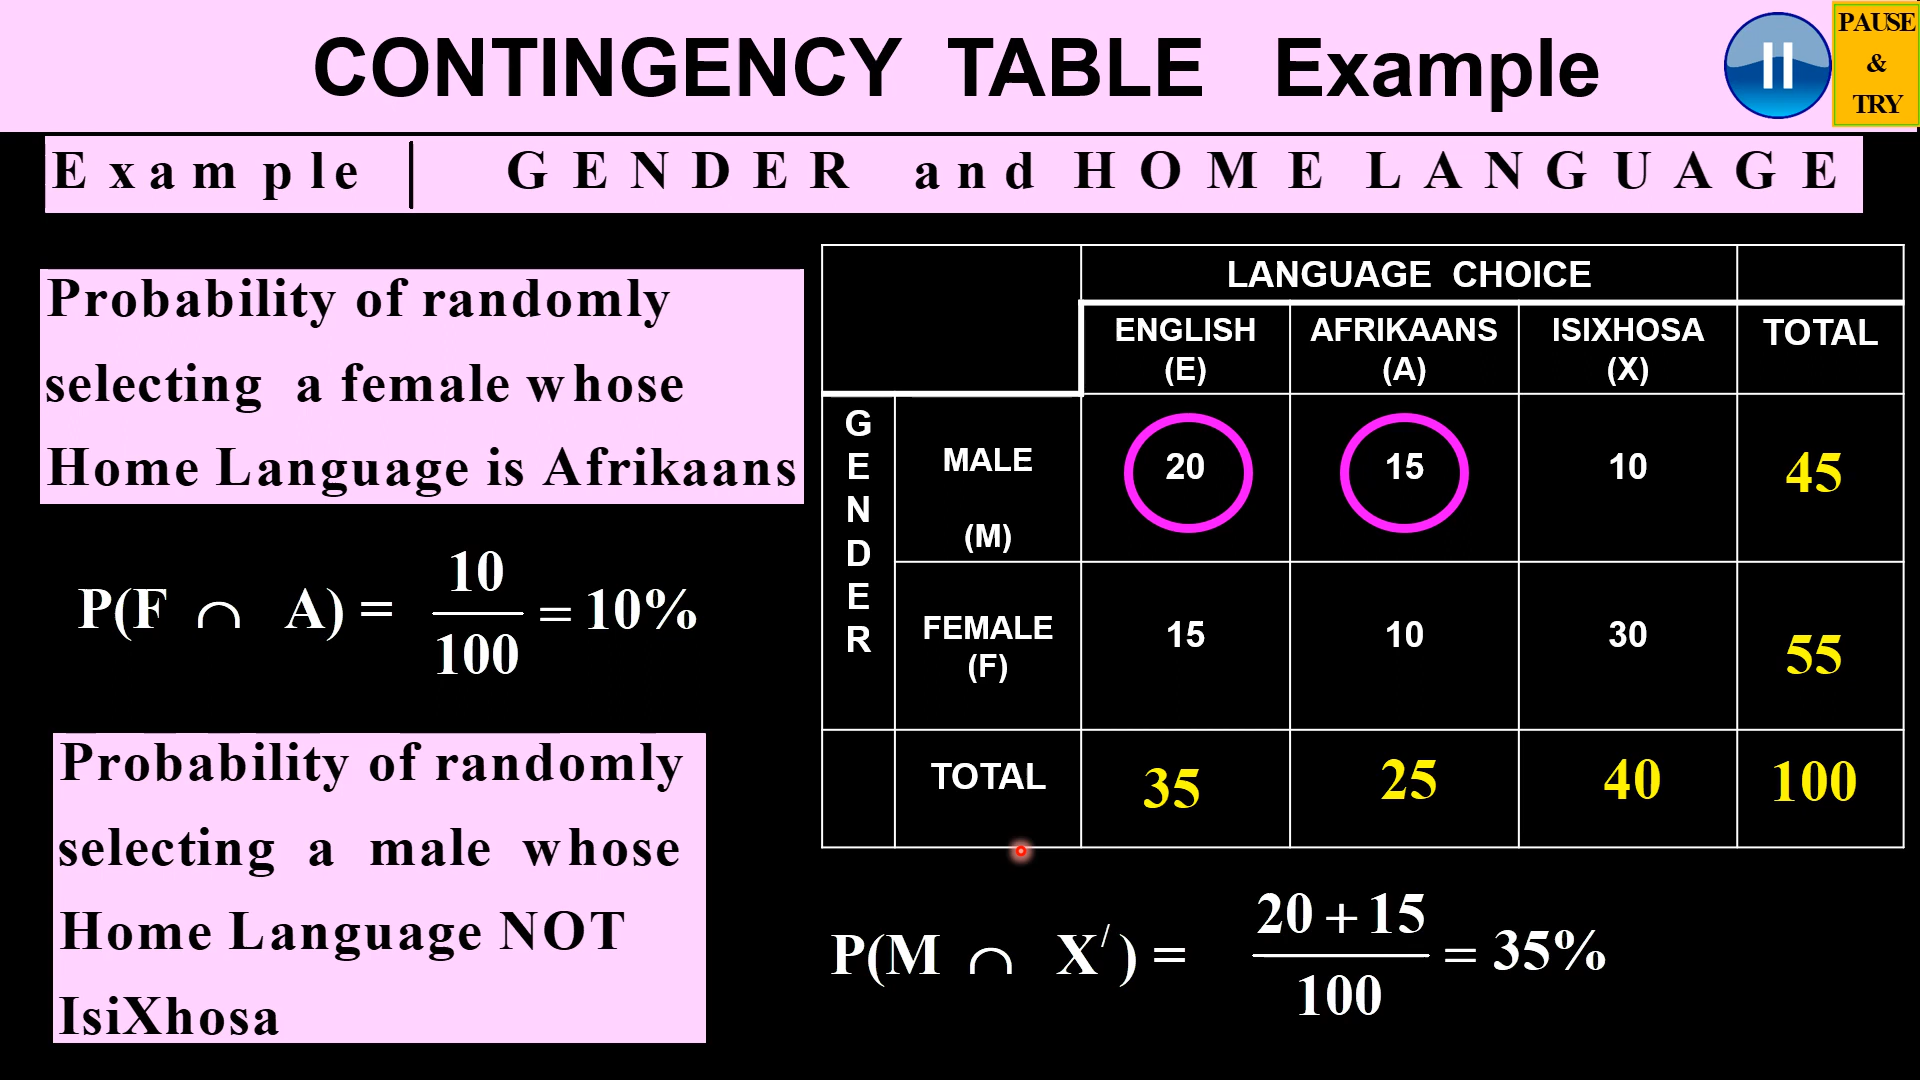 CONTINGENCY TABLE Example
PAUSE
&
TRY
Example | GENDER and HOME LANGUAGE
Probability of randomly
selecting a female whose
Home Language is Afrikaans
P(F ∩ A) = 10/100 = 10%
Probability of randomly
selecting a male whose
Home Language NOT
IsiXhosa
LANGUAGE CHOICE
ENGLISH (E) AFRIKAANS (A) ISIXHOSA (X) TOTAL
GENDER
MALE (M) 20 15 10 45
FEMALE (F) 15 10 30 55
TOTAL 35 25 40 100
P(M ∩ X/) = 20 + 15/100 = 35%